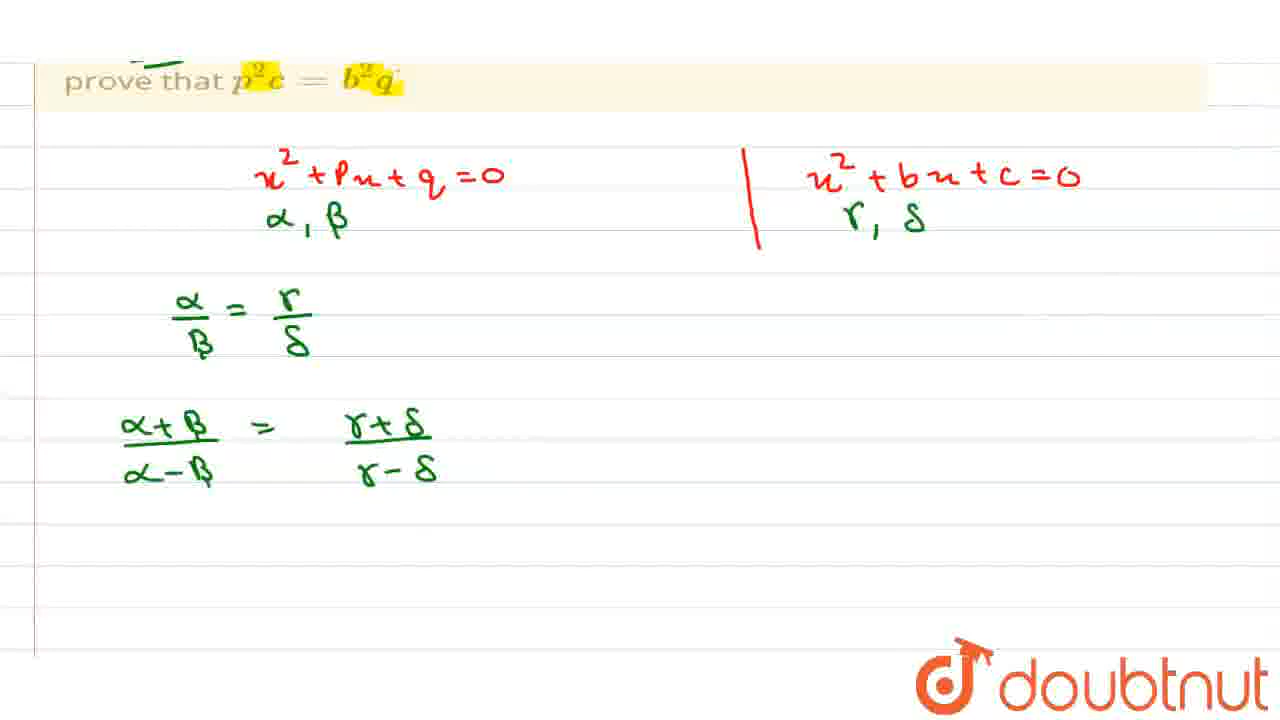 prove that p²c = b²q
x² + px + q = 0 | x² + bx + c = 0
α, β γ, δ
α/β = γ/δ
(α + β)/(α − β) = (γ + δ)/(γ − δ)
doubtnut